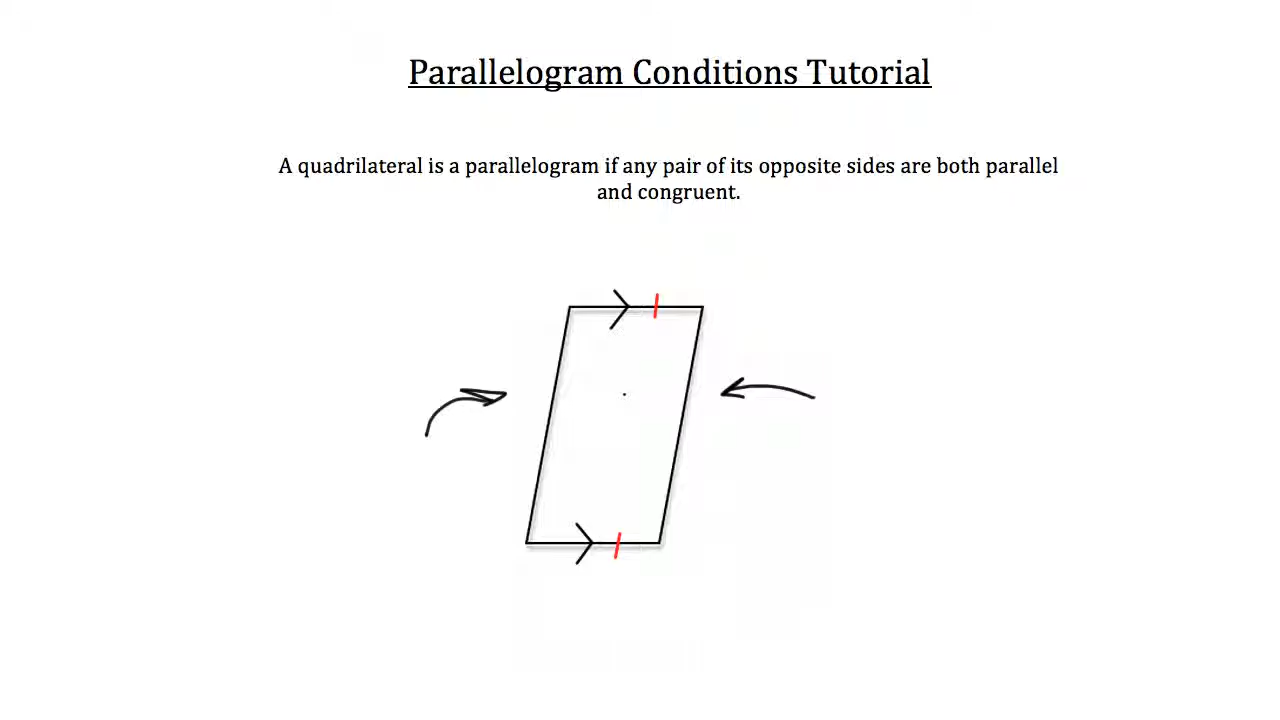 Parallelogram Conditions Tutorial
A quadrilateral is a parallelogram if any pair of its opposite sides are both parallel
and congruent.